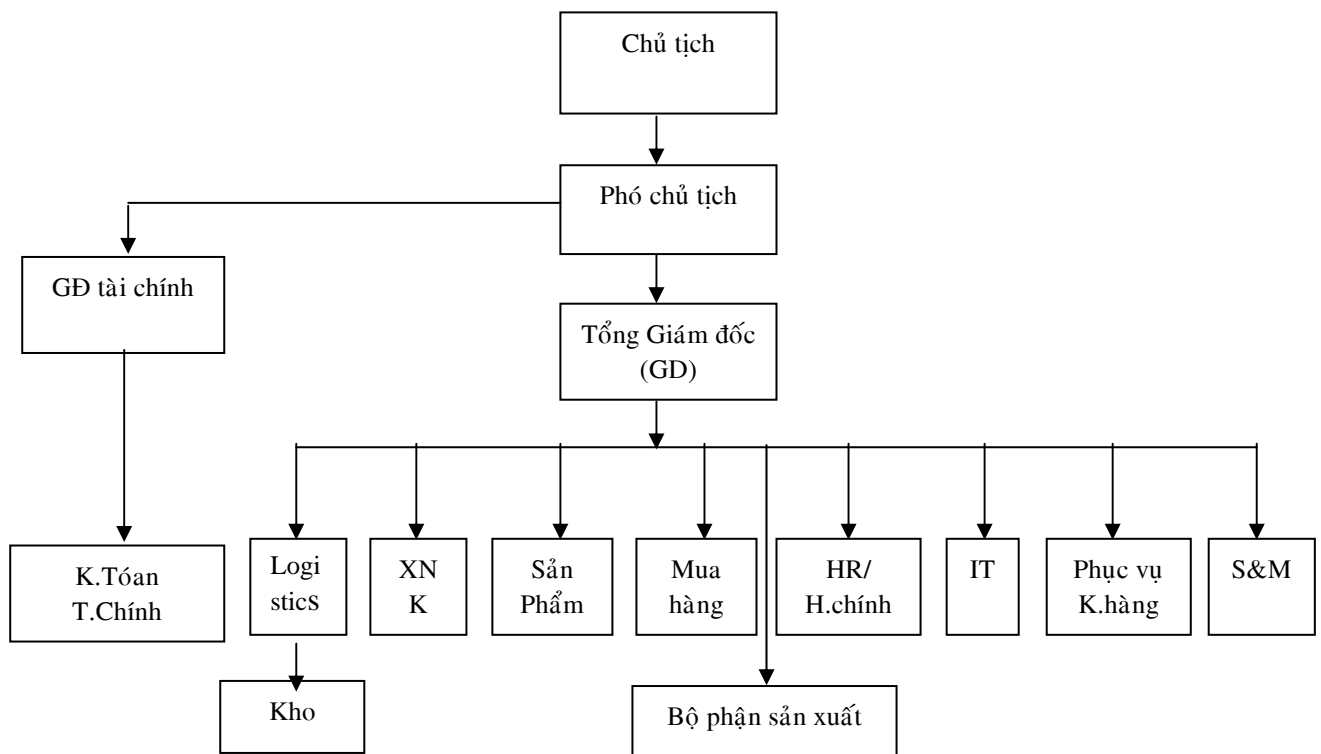 Chủ tịch
Phó chủ tịch
GĐ tài chính
Tổng Giám đốc
(GD)
K.Tóan
T.Chính
Logi
sticS
XN
K
Sản
Phẩm
Mua
hàng
HR/
H.chính
IT
Phục vụ
K.hàng
S&M
Kho
Bộ phận sản xuất